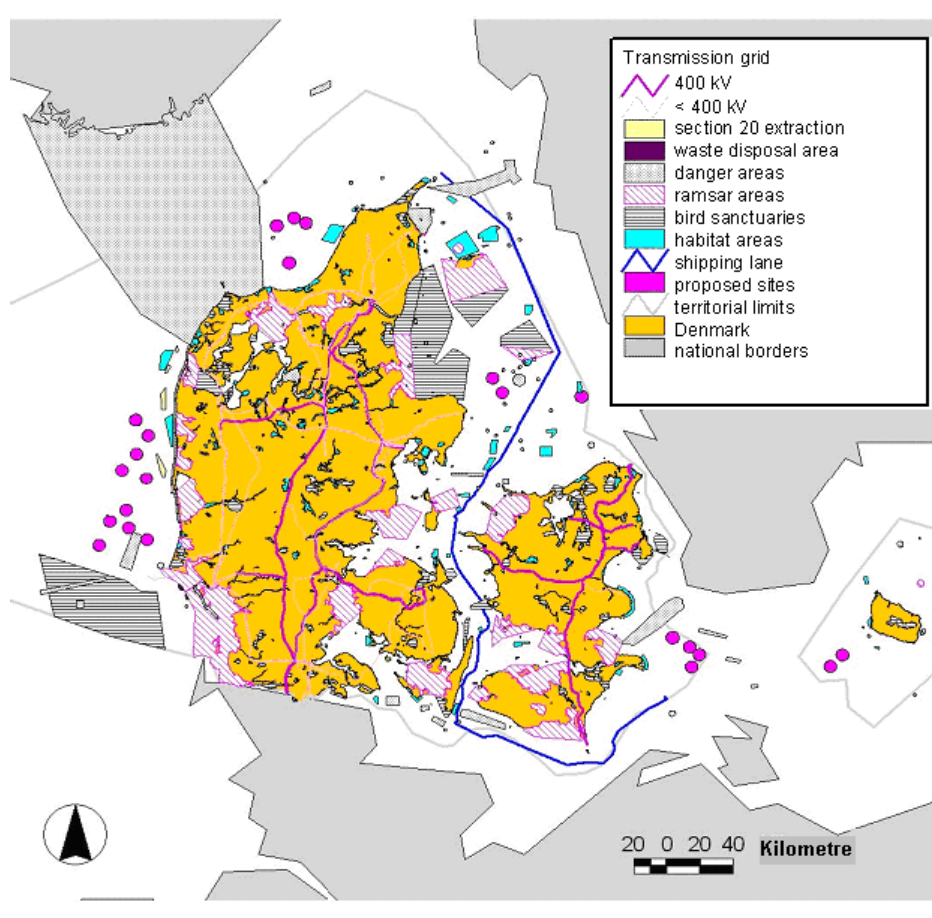 Transmission grid
400 kV
< 400 kV
section 20 extraction
waste disposal area
danger areas
ramsar areas
bird sanctuaries
habitat areas
shipping lane
proposed sites
territorial limits
Denmark
national borders
20 0 20 40 Kilometre